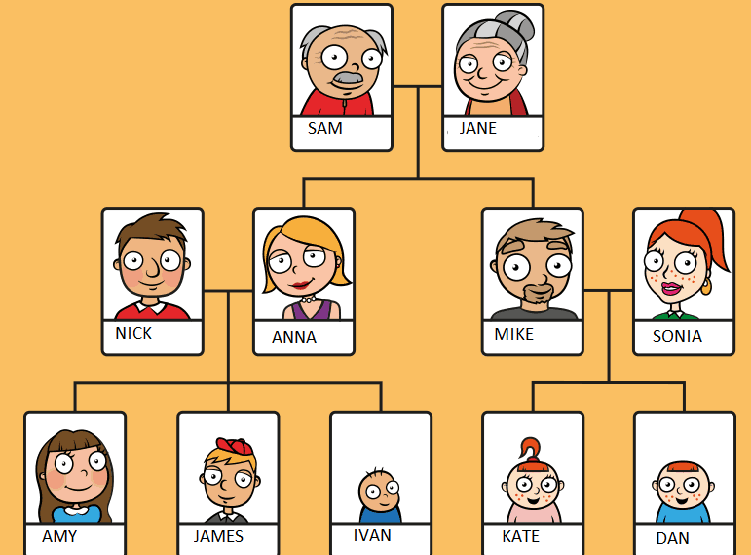 SAM
JANE
NICK
ANNA
MIKE
SONIA
AMY
JAMES
IVAN
KATE
DAN